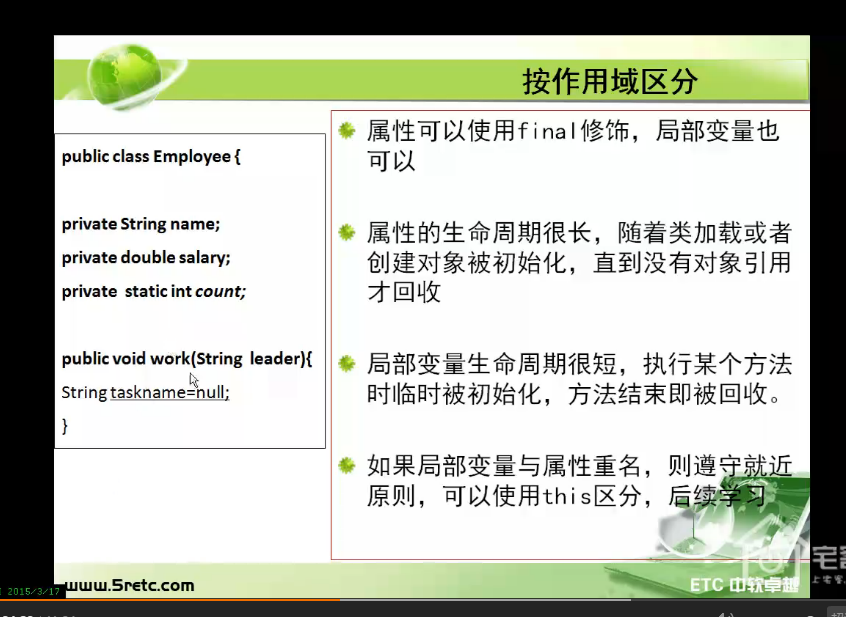 按作用域区分
public class Employee {
private String name;
private double salary;
private static int count;
public void work(String leader){
String taskname=null;
}
属性可以使用final修饰，局部变量也
可以
属性的生命周期很长，随着类加载或者
创建对象被初始化，直到没有对象引用
才回收
局部变量生命周期很短，执行某个方法
时临时被初始化，方法结束即被回收。
如果局部变量与属性重名，则遵守就近
原则，可以使用this区分，后续学习
2015/3/17
www.5retc.com
ETC 中软卓越